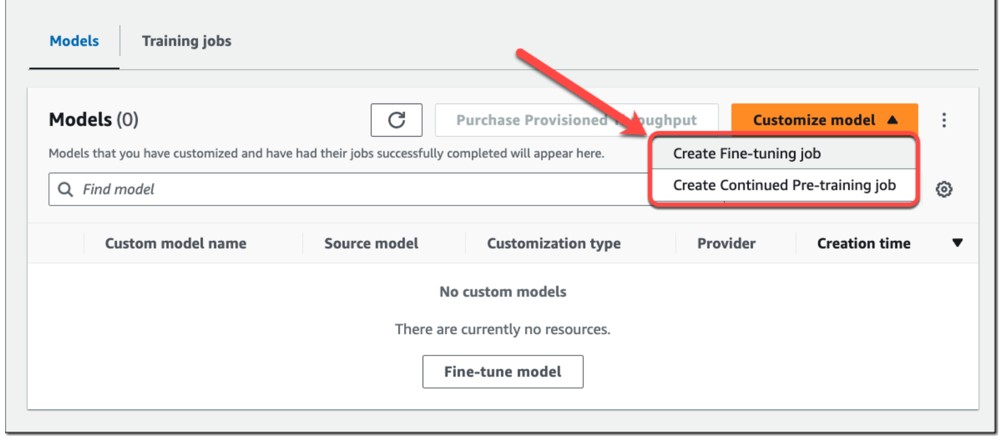 Models
Training jobs
Models (0)
Purchase Provisioned Throughput
Customize model
Models that you have customized and have had their jobs successfully completed will appear here.
Create Fine-tuning job
Create Continued Pre-training job
Find model
Custom model name
Source model
Customization type
Provider
Creation time
No custom models
There are currently no resources.
Fine-tune model